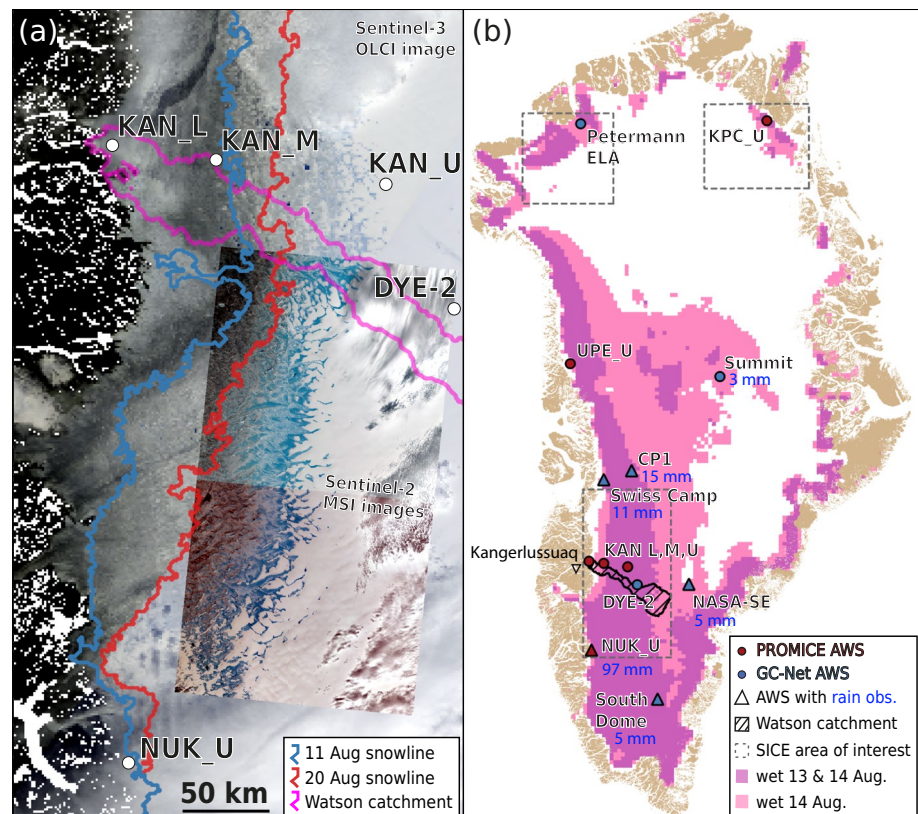 (a)
Sentinel-3
OLCI image
KAN_L
KAN_M
KAN_U
DYE-2
Sentinel-2
MSI images
NUK_U
50 km
11 Aug snowline
20 Aug snowline
Watson catchment
(b)
Petermann
ELA
KPC_U
UPE_U
Summit
3 mm
CP1
15 mm
Swiss Camp
11 mm
Kangerlussuaq
KAN L,M,U
DYE-2
NASA-SE
5 mm
NUK_U
97 mm
South
Dome
5 mm
PROMICE AWS
GC-Net AWS
AWS with rain obs.
Watson catchment
SICE area of interest
wet 13 & 14 Aug.
wet 14 Aug.